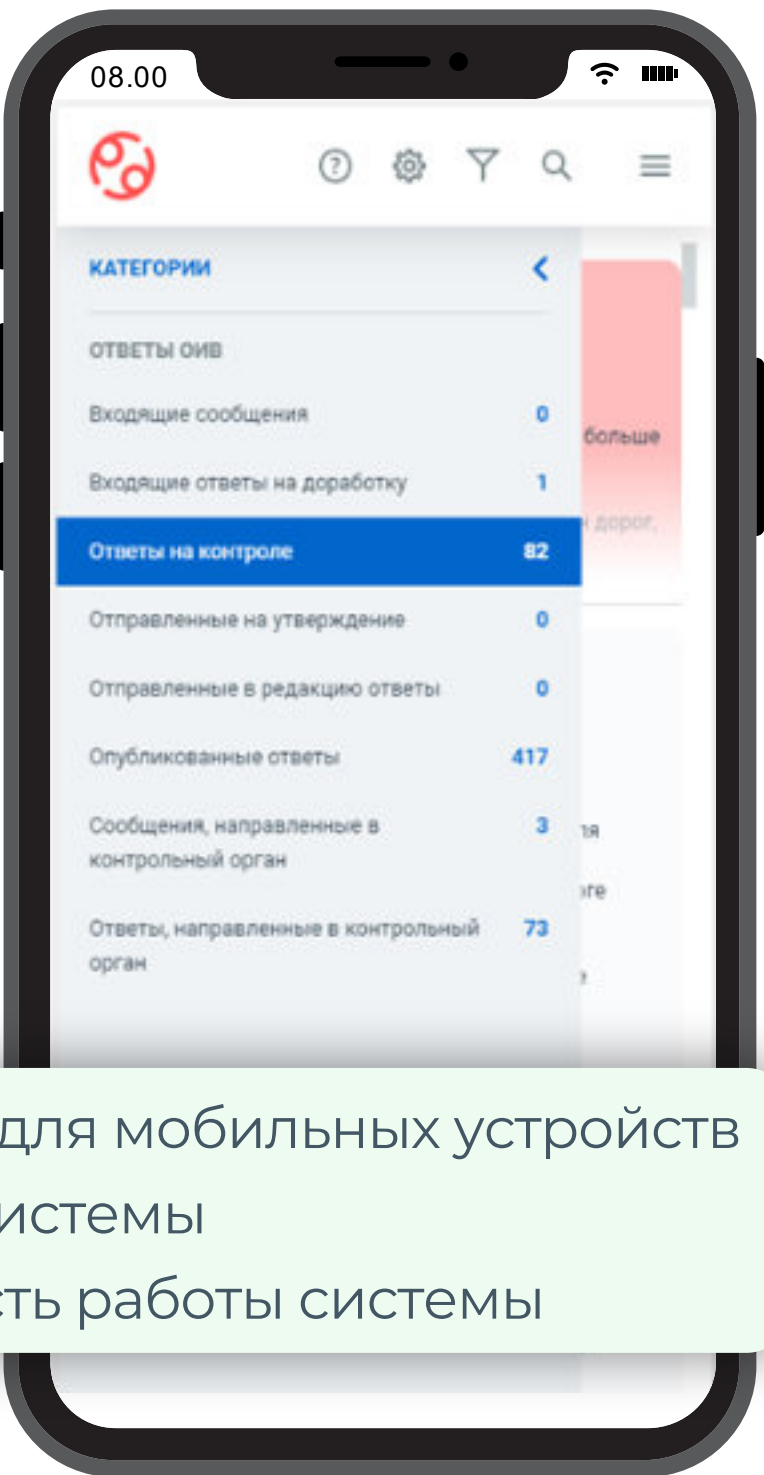 08.00
КАТЕГОРИИ
ОТВЕТЫ ОИВ
Входящие сообщения 0
больше
Входящие ответы на доработку 1
дорог,
Ответы на контроле 82
Отправленные на утверждение 0
Отправленные в редакцию ответы 0
Опубликованные ответы 417
Сообщения, направленные в 3
контрольный орган
Ответы, направленные в контрольный 73
орган
для мобильных устройств
истемы
сть работы системы